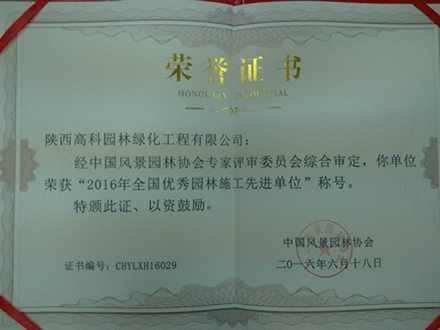 荣誉证书
HONORARY CREDENTIAL
陕西高科园林绿化工程有限公司：
经中国风景园林协会专家评审委员会综合审定，你单位
荣获“2016年全国优秀园林施工先进单位”称号。
特颁此证、以资鼓励。
中国风景园林协会
证书编号：CHYLXH16029
二〇一六年六月十八日